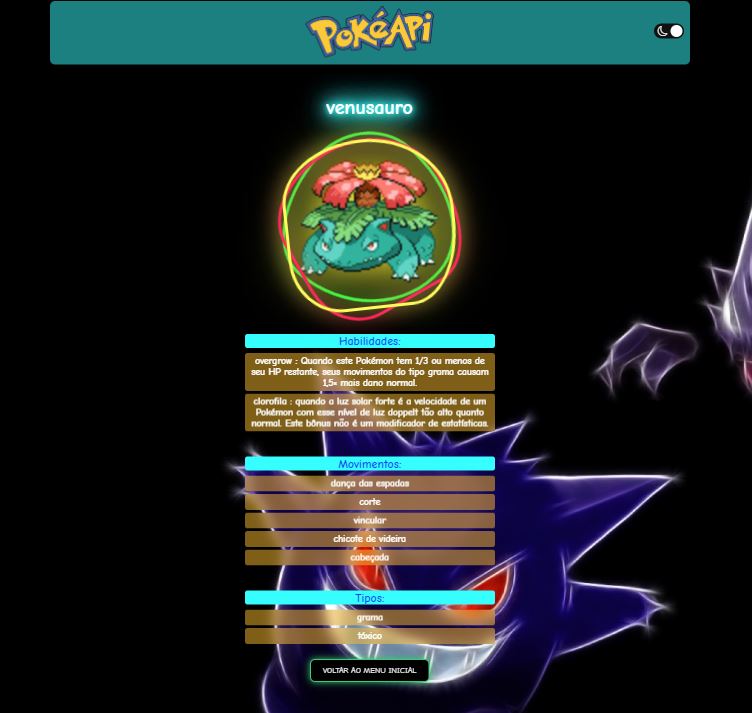 PokéApi
venusauro
Habilidades:
overgrow : Quando este Pokémon tem 1/3 ou menos de
seu HP restante, seus movimentos do tipo grama causam
1,5× mais dano normal.
clorofila : quando a luz solar forte é a velocidade de um
Pokémon com esse nível de luz doppelt tão alto quanto
normal. Este bônus não é um modificador de estatísticas.
Movimentos:
dança das espadas
corte
vincular
chicote de videira
cabeçada
Tipos:
grama
tóxico
VOLTAR AO MENU INICIAL